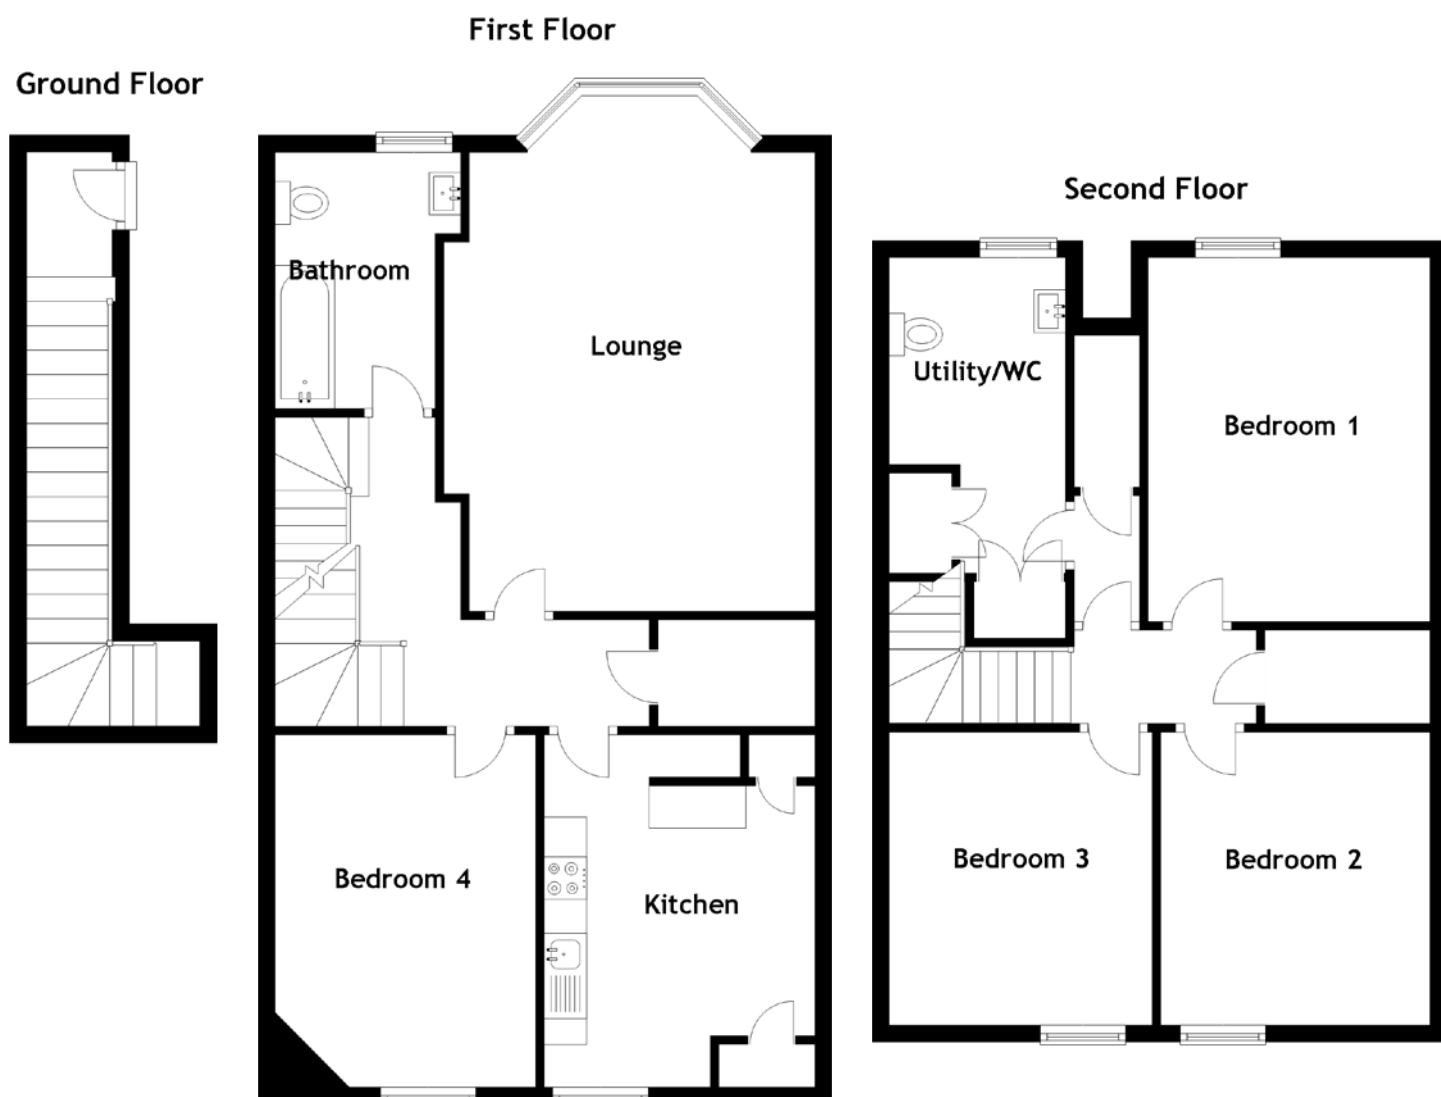 First Floor
Ground Floor
Second Floor
Bathroom
Lounge
Utility/WC
Bedroom 1
Bedroom 4
Kitchen
Bedroom 3
Bedroom 2